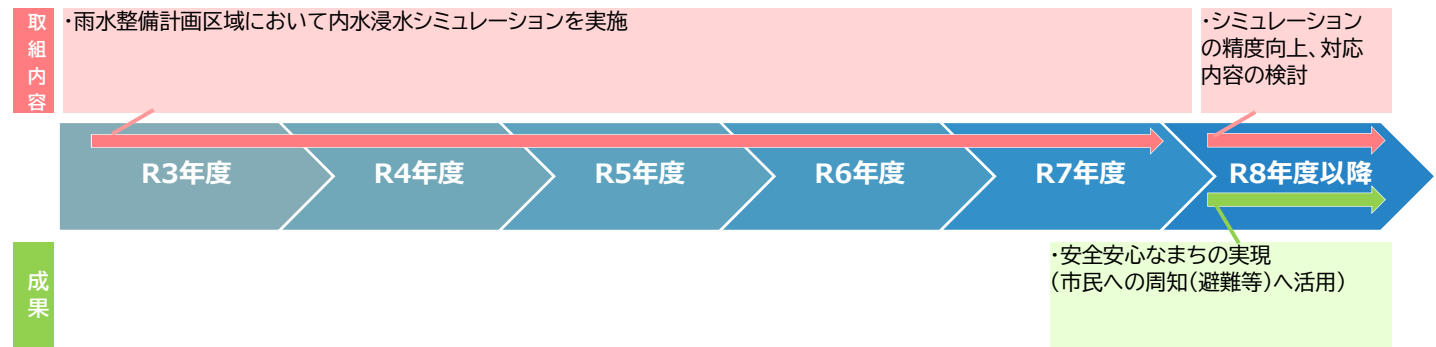 取組内容
・雨水整備計画区域において内水浸水シミュレーションを実施
・シミュレーション
の精度向上、対応
内容の検討
R3年度
R4年度
R5年度
R6年度
R7年度
R8年度以降
成果
・安全安心なまちの実現
(市民への周知(避難等)へ活用)